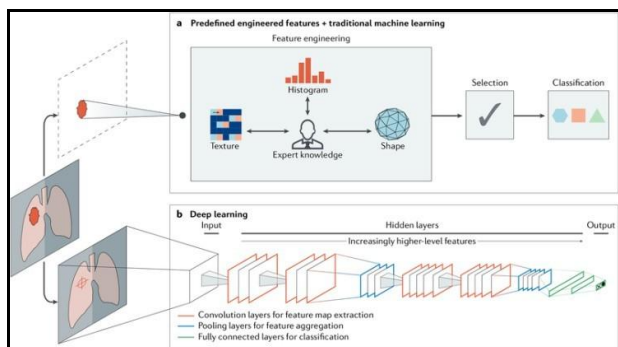 a Predefined engineered features + traditional machine learning
Feature engineering
Histogram
Texture
Expert knowledge
Shape
Selection
Classification
b Deep learning
Input
Hidden layers
Output
Increasingly higher-level features
Convolution layers for feature map extraction
Pooling layers for feature aggregation
Fully connected layers for classification